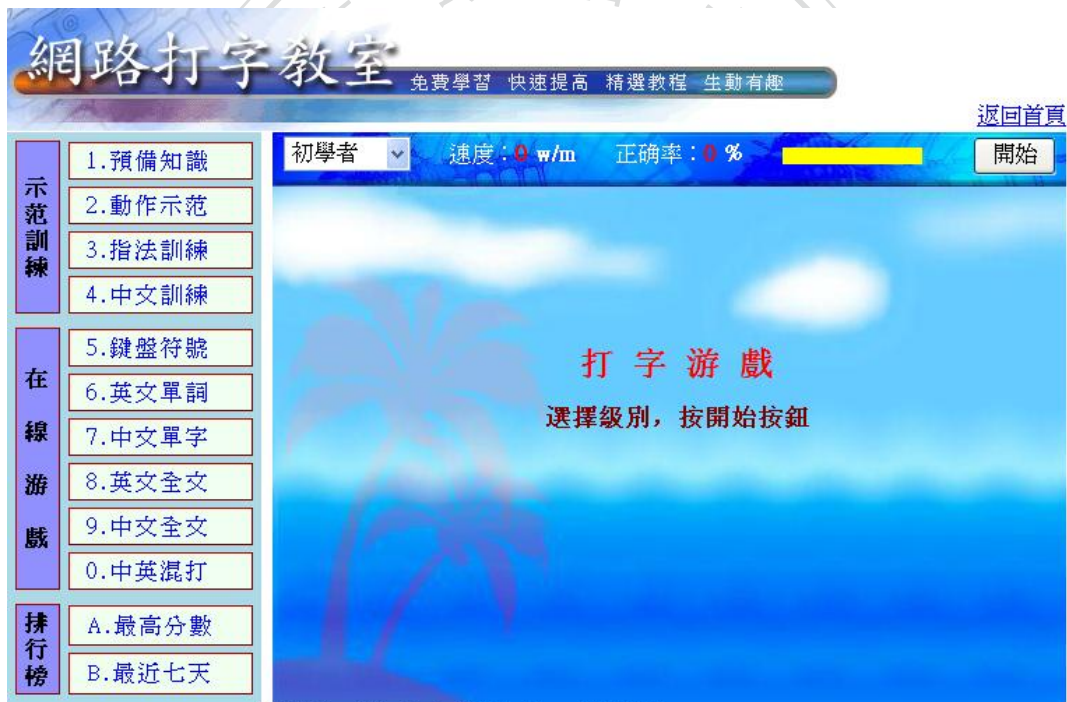 網路打字教室
免費學習 快速提高 精選教程 生動有趣
返回首頁
示范訓練
1.預備知識
2.動作示范
3.指法訓練
4.中文訓練
在線游戲
5.鍵盤符號
6.英文單詞
7.中文單字
8.英文全文
9.中文全文
0.中英混打
排行榜
A.最高分數
B.最近七天
初學者 速度：0 w/m 正确率：0 % 開始
打字游戲
選擇級別，按開始按鈕